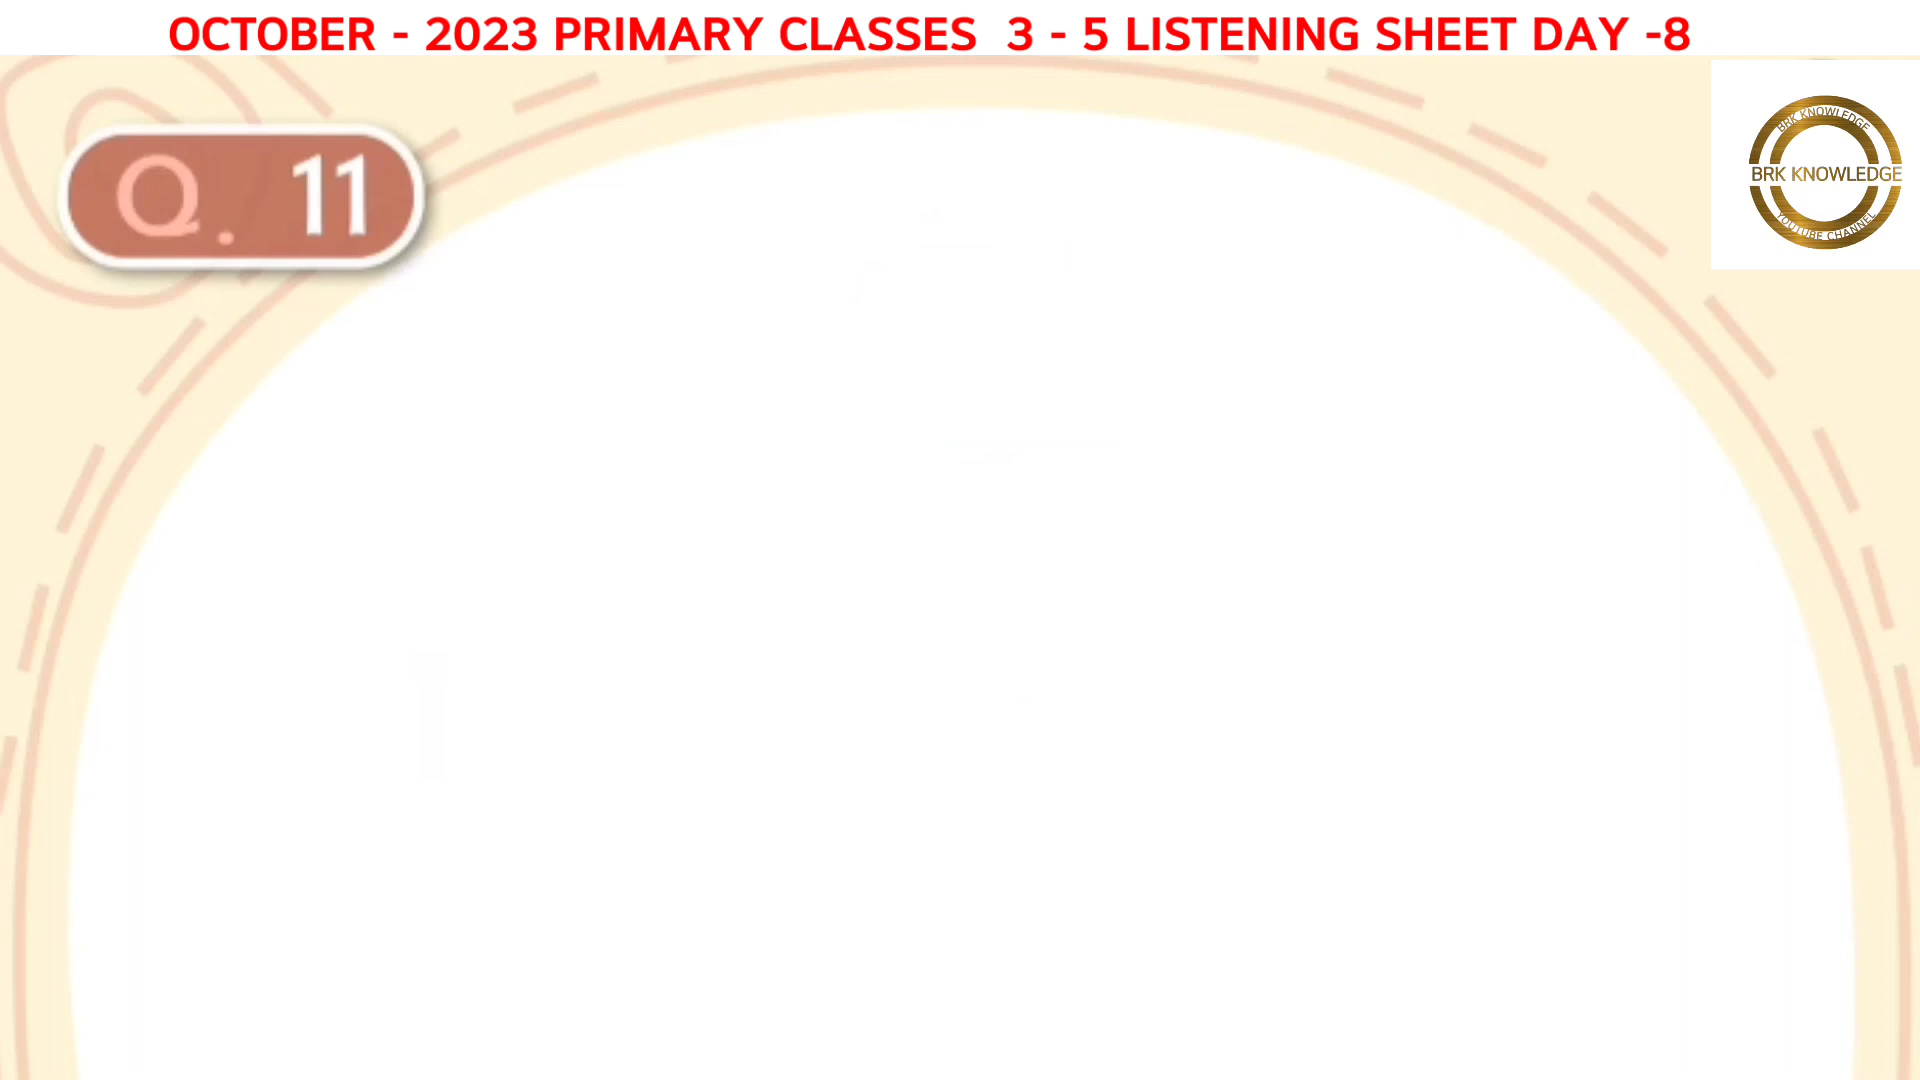 OCTOBER - 2023 PRIMARY CLASSES 3 - 5 LISTENING SHEET DAY -8
Q. 11
BRK KNOWLEDGE
BRK KNOWLEDGE
YOUTUBE CHANNEL